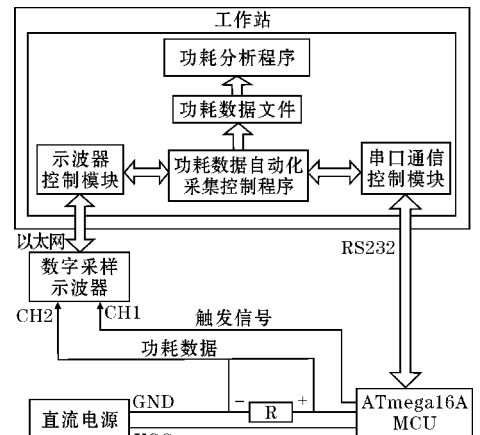 工作站
功耗分析程序
功耗数据文件
示波器
控制模块
功耗数据自动化
采集控制程序
串口通信
控制模块
以太网
RS232
数字采样
示波器
CH2
CH1
触发信号
功耗数据
GND
- R +
直流电源
ATmega16A
MCU